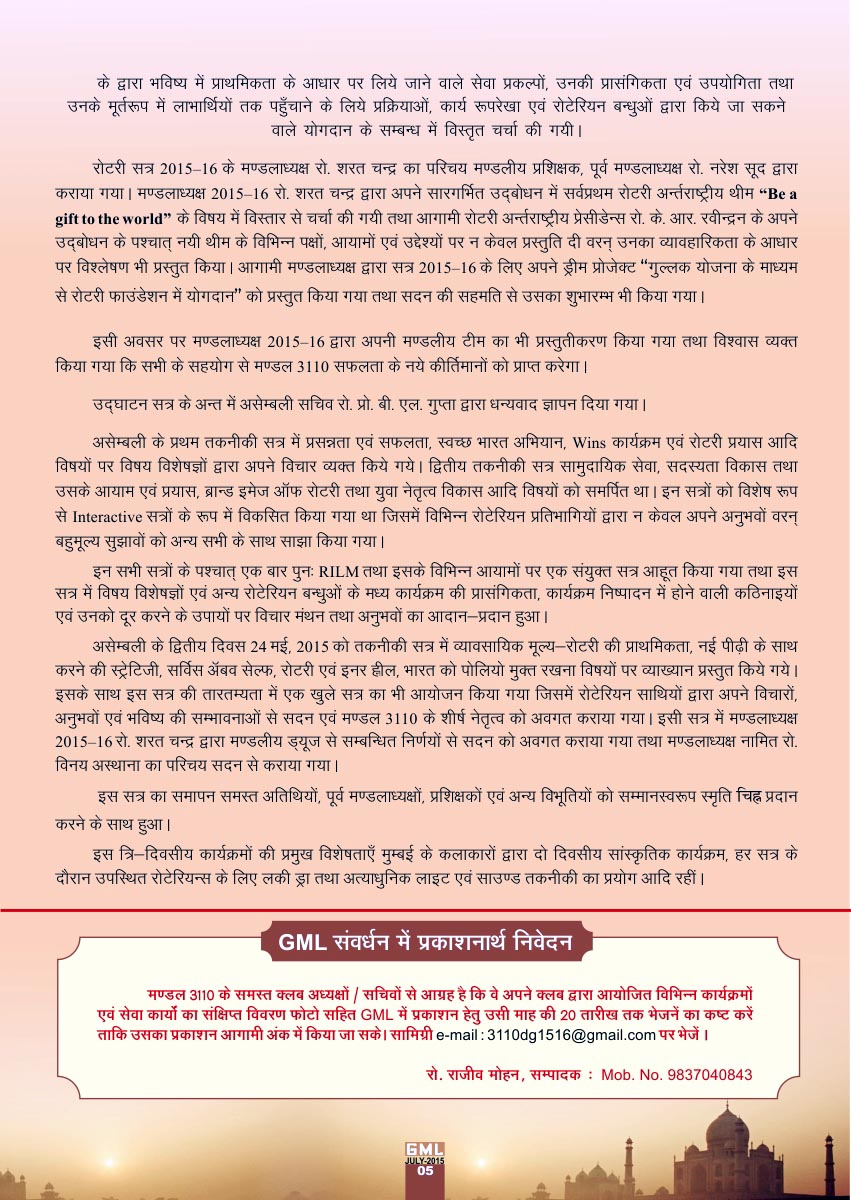 के द्वारा भविष्य में प्राथमिकता के आधार पर लिये जाने वाले सेवा प्रकल्पों, उनकी प्रासंगिकता एवं उपयोगिता तथा
उनके मूर्तरूप में लाभार्थियों तक पहुँचाने के लिये प्रक्रियाओं, कार्य रूपरेखा एवं रोटेरियन बन्धुओं द्वारा किये जा सकने
वाले योगदान के सम्बन्ध में विस्तृत चर्चा की गयी।
रोटरी सत्र 2015–16 के मण्डलाध्यक्ष रो. शरत चन्द्र का परिचय मण्डलीय प्रशिक्षक, पूर्व मण्डलाध्यक्ष रो. नरेश सूद द्वारा
कराया गया। मण्डलाध्यक्ष 2015–16 रो. शरत चन्द्र द्वारा अपने सारगर्भित उद्बोधन में सर्वप्रथम रोटरी अर्न्तराष्ट्रीय थीम “Be a
gift to the world” के विषय में विस्तार से चर्चा की गयी तथा आगामी रोटरी अर्न्तराष्ट्रीय प्रेसीडेन्स रो. के. आर. रवीन्द्रन के अपने
उद्बोधन के पश्चात् नयी थीम के विभिन्न पक्षों, आयामों एवं उद्देश्यों पर न केवल प्रस्तुति दी वरन् उनका व्यावहारिकता के आधार
पर विश्लेषण भी प्रस्तुत किया। आगामी मण्डलाध्यक्ष द्वारा सत्र 2015–16 के लिए अपने ड्रीम प्रोजेक्ट “गुल्लक योजना के माध्यम
से रोटरी फाउंडेशन में योगदान” को प्रस्तुत किया गया तथा सदन की सहमति से उसका शुभारम्भ भी किया गया।
इसी अवसर पर मण्डलाध्यक्ष 2015–16 द्वारा अपनी मण्डलीय टीम का भी प्रस्तुतीकरण किया गया तथा विश्वास व्यक्त
किया गया कि सभी के सहयोग से मण्डल 3110 सफलता के नये कीर्तिमानों को प्राप्त करेगा।
उद्घाटन सत्र के अन्त में असेम्बली सचिव रो. प्रो. बी. एल. गुप्ता द्वारा धन्यवाद ज्ञापन दिया गया।
असेम्बली के प्रथम तकनीकी सत्र में प्रसन्नता एवं सफलता, स्वच्छ भारत अभियान, Wins कार्यक्रम एवं रोटरी प्रयास आदि
विषयों पर विषय विशेषज्ञों द्वारा अपने विचार व्यक्त किये गये। द्वितीय तकनीकी सत्र सामुदायिक सेवा, सदस्यता विकास तथा
उसके आयाम एवं प्रयास, ब्रान्ड इमेज ऑफ रोटरी तथा युवा नेतृत्व विकास आदि विषयों को समर्पित था। इन सत्रों को विशेष रूप
से Interactive सत्रों के रूप में विकसित किया गया था जिसमें विभिन्न रोटेरियन प्रतिभागियों द्वारा न केवल अपने अनुभवों वरन्
बहुमूल्य सुझावों को अन्य सभी के साथ साझा किया गया।
इन सभी सत्रों के पश्चात् एक बार पुनः RILM तथा इसके विभिन्न आयामों पर एक संयुक्त सत्र आहूत किया गया तथा इस
सत्र में विषय विशेषज्ञों एवं अन्य रोटेरियन बन्धुओं के मध्य कार्यक्रम की प्रासंगिकता, कार्यक्रम निष्पादन में होने वाली कठिनाइयों
एवं उनको दूर करने के उपायों पर विचार मंथन तथा अनुभवों का आदान–प्रदान हुआ।
असेम्बली के द्वितीय दिवस 24 मई, 2015 को तकनीकी सत्र में व्यावसायिक मूल्य–रोटरी की प्राथमिकता, नई पीढ़ी के साथ
करने की स्ट्रेटिजी, सर्विस अॅबव सेल्फ, रोटरी एवं इनर ह्वील, भारत को पोलियो मुक्त रखना विषयों पर व्याख्यान प्रस्तुत किये गये।
इसके साथ इस सत्र की तारतम्यता में एक खुले सत्र का भी आयोजन किया गया जिसमें रोटेरियन साथियों द्वारा अपने विचारों,
अनुभवों एवं भविष्य की सम्भावनाओं से सदन एवं मण्डल 3110 के शीर्ष नेतृत्व को अवगत कराया गया। इसी सत्र में मण्डलाध्यक्ष
2015–16 रो. शरत चन्द्र द्वारा मण्डलीय ड्यूज से सम्बन्धित निर्णयों से सदन को अवगत कराया गया तथा मण्डलाध्यक्ष नामित रो.
विनय अस्थाना का परिचय सदन से कराया गया।
इस सत्र का समापन समस्त अतिथियों, पूर्व मण्डलाध्यक्षों, प्रशिक्षकों एवं अन्य विभूतियों को सम्मानस्वरूप स्मृति चिह्न प्रदान
करने के साथ हुआ।
इस त्रि–दिवसीय कार्यक्रमों की प्रमुख विशेषताएँ मुम्बई के कलाकारों द्वारा दो दिवसीय सांस्कृतिक कार्यक्रम, हर सत्र के
दौरान उपस्थित रोटेरियन्स के लिए लकी ड्रा तथा अत्याधुनिक लाइट एवं साउण्ड तकनीकी का प्रयोग आदि रहीं।
GML संवर्धन में प्रकाशनार्थ निवेदन
मण्डल 3110 के समस्त क्लब अध्यक्षों / सचिवों से आग्रह है कि वे अपने क्लब द्वारा आयोजित विभिन्न कार्यक्रमों
एवं सेवा कार्यों का संक्षिप्त विवरण फोटो सहित GML में प्रकाशन हेतु उसी माह की 20 तारीख तक भेजनें का कष्ट करें
ताकि उसका प्रकाशन आगामी अंक में किया जा सके। सामिग्री e-mail : 3110dg1516@gmail.com पर भेजें ।
रो. राजीव मोहन, सम्पादक : Mob. No. 9837040843
GML
JULY-2015
05